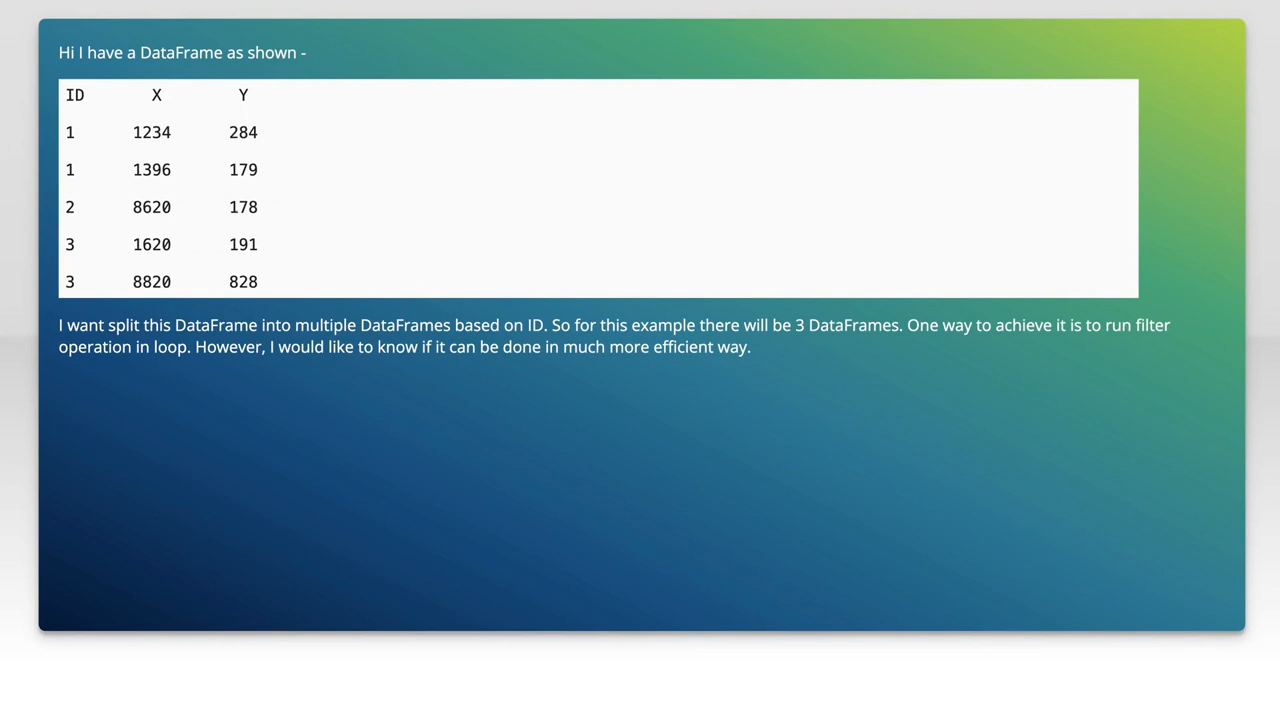 Hi I have a DataFrame as shown -
ID X Y
1 1234 284
1 1396 179
2 8620 178
3 1620 191
3 8820 828
I want split this DataFrame into multiple DataFrames based on ID. So for this example there will be 3 DataFrames. One way to achieve it is to run filter
operation in loop. However, I would like to know if it can be done in much more efficient way.